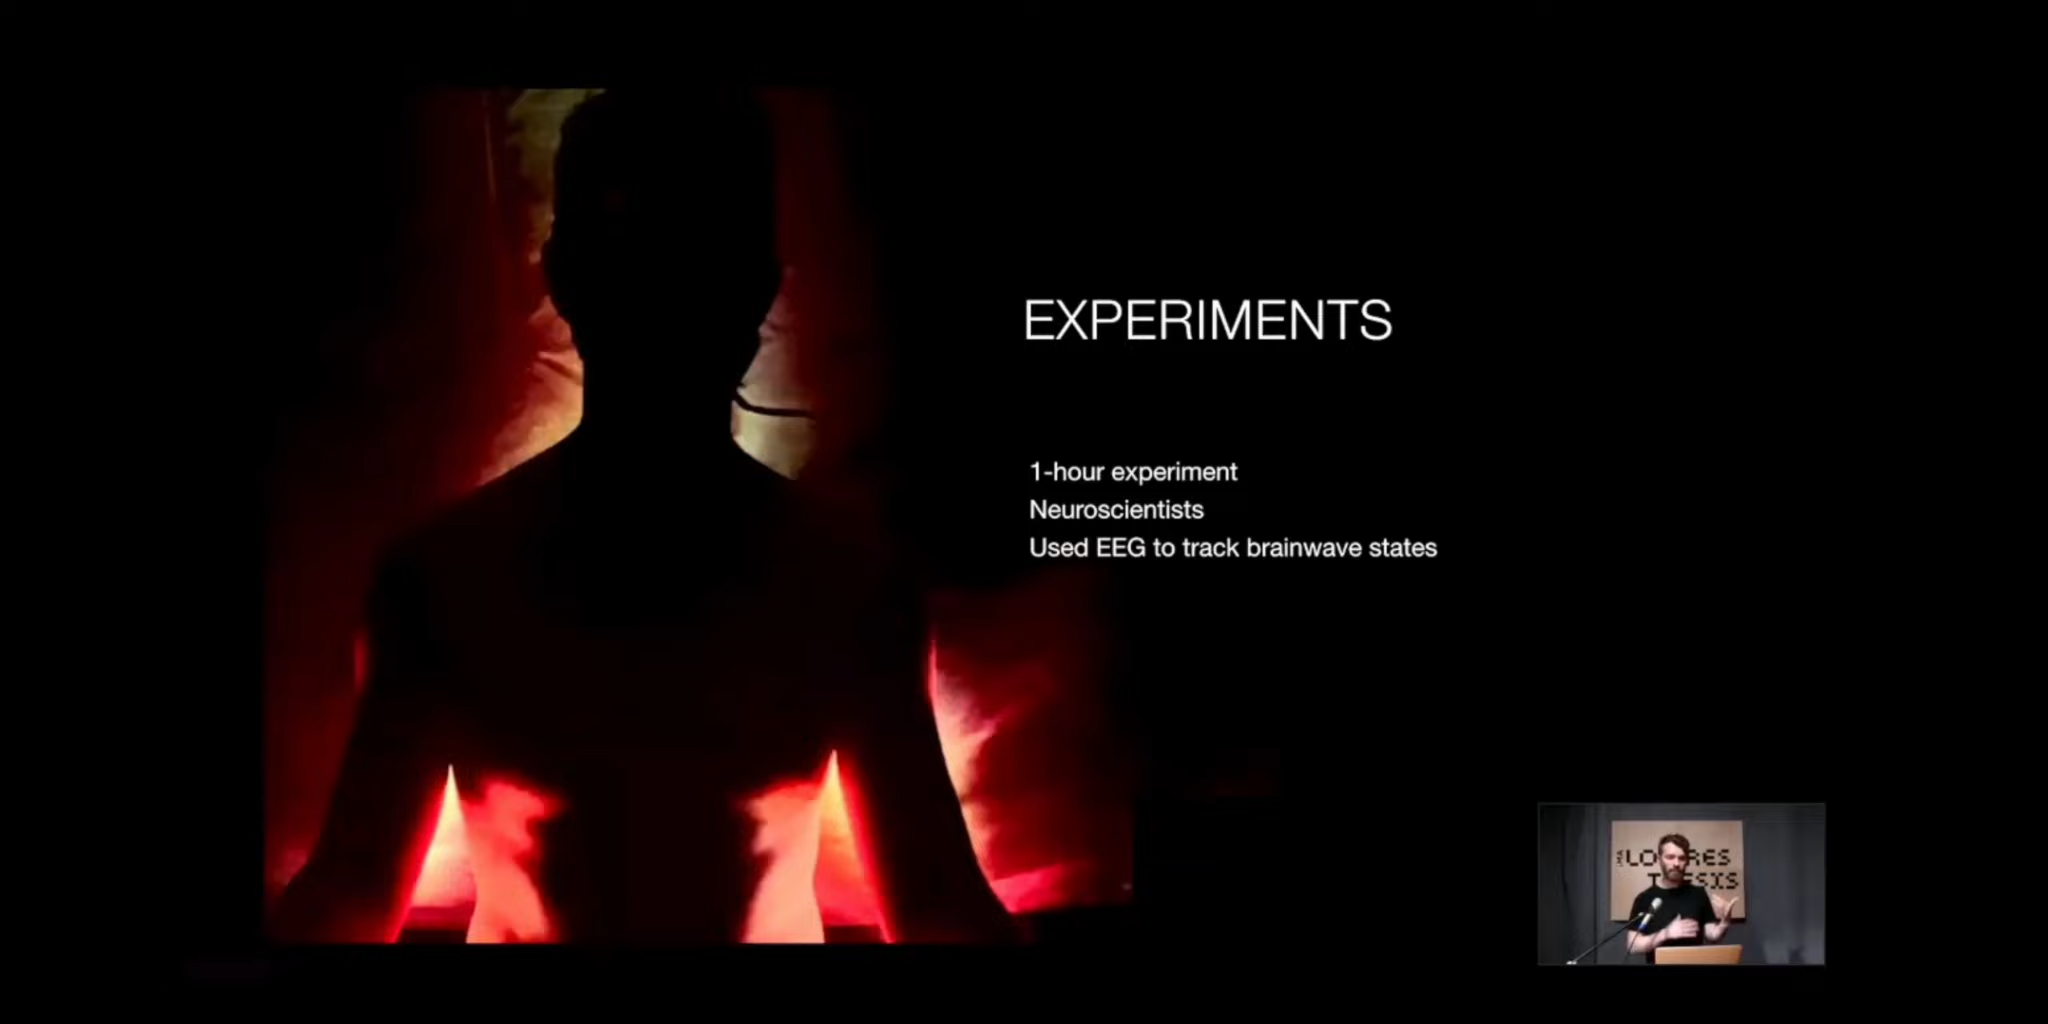 EXPERIMENTS
1-hour experiment
Neuroscientists
Used EEG to track brainwave states